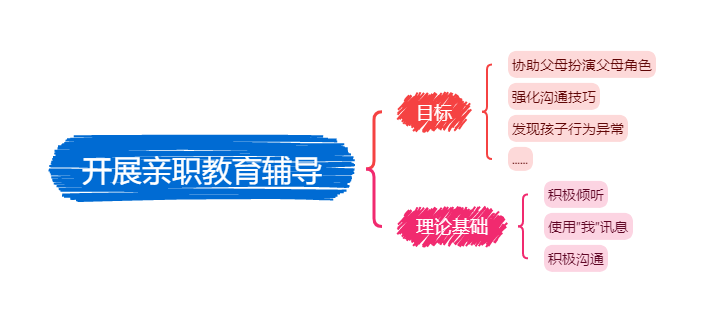 开展亲职教育辅导
目标
协助父母扮演父母角色
强化沟通技巧
发现孩子行为异常
......
理论基础
积极倾听
使用"我"讯息
积极沟通